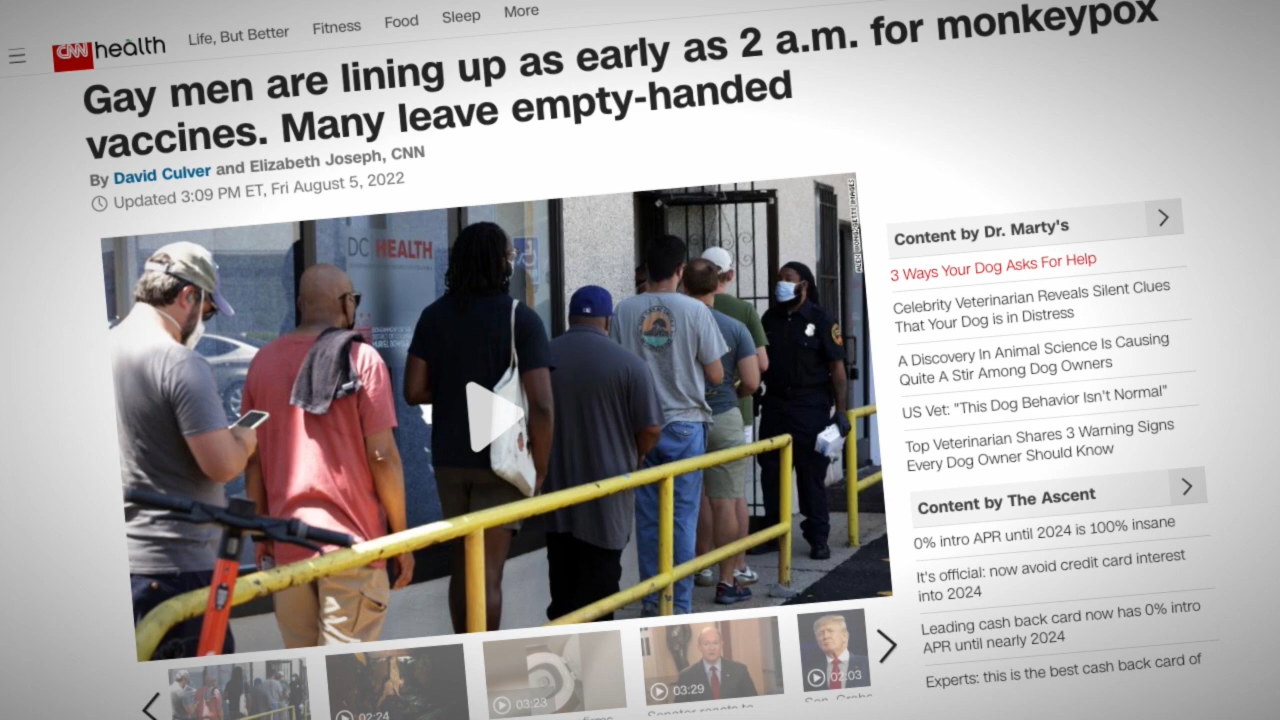 CNN health Life, But Better Fitness Food Sleep More
Gay men are lining up as early as 2 a.m. for monkeypox
vaccines. Many leave empty-handed
By David Culver and Elizabeth Joseph, CNN
Updated 3:09 PM ET, Fri August 5, 2022
DC HEALTH
Content by Dr. Marty's
3 Ways Your Dog Asks For Help
Celebrity Veterinarian Reveals Silent Clues
That Your Dog is in Distress
A Discovery In Animal Science Is Causing
Quite A Stir Among Dog Owners
US Vet: "This Dog Behavior Isn't Normal"
Top Veterinarian Shares 3 Warning Signs
Every Dog Owner Should Know
Content by The Ascent
0% intro APR until 2024 is 100% insane
It's official: now avoid credit card interest
into 2024
Leading cash back card now has 0% intro
APR until nearly 2024
Experts: this is the best cash back card of
02:24
03:23
03:29
02:03
Senator reacts to